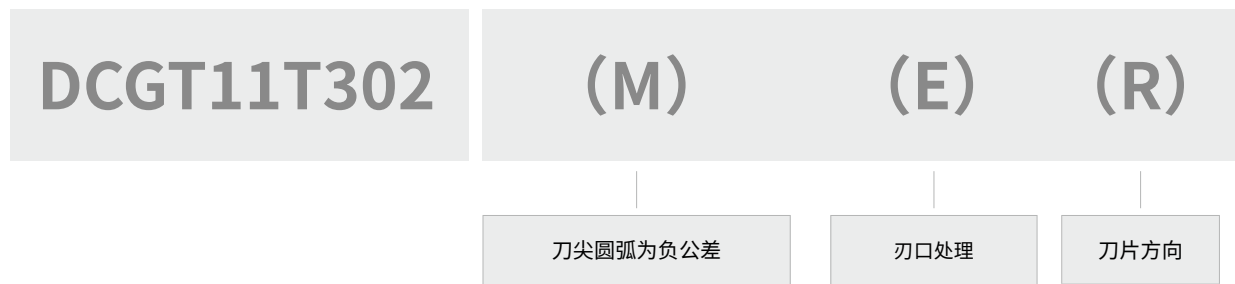 DCGT11T302 （M） （E） （R）
刀尖圆弧为负公差 刃口处理 刀片方向